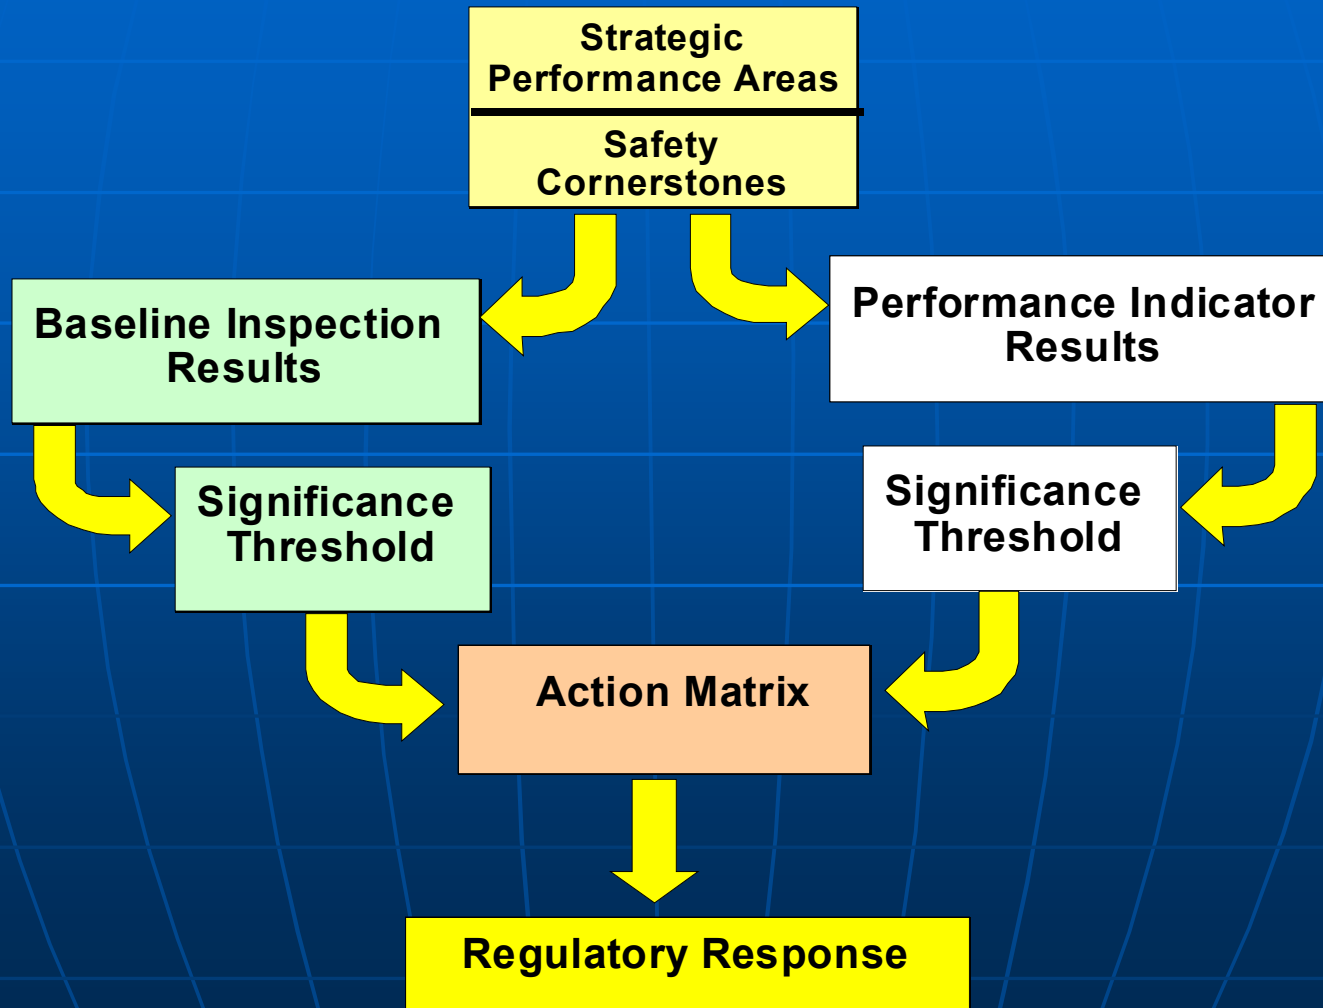 Strategic
Performance Areas
Safety
Cornerstones
Baseline Inspection
Results
Performance Indicator
Results
Significance
Threshold
Significance
Threshold
Action Matrix
Regulatory Response